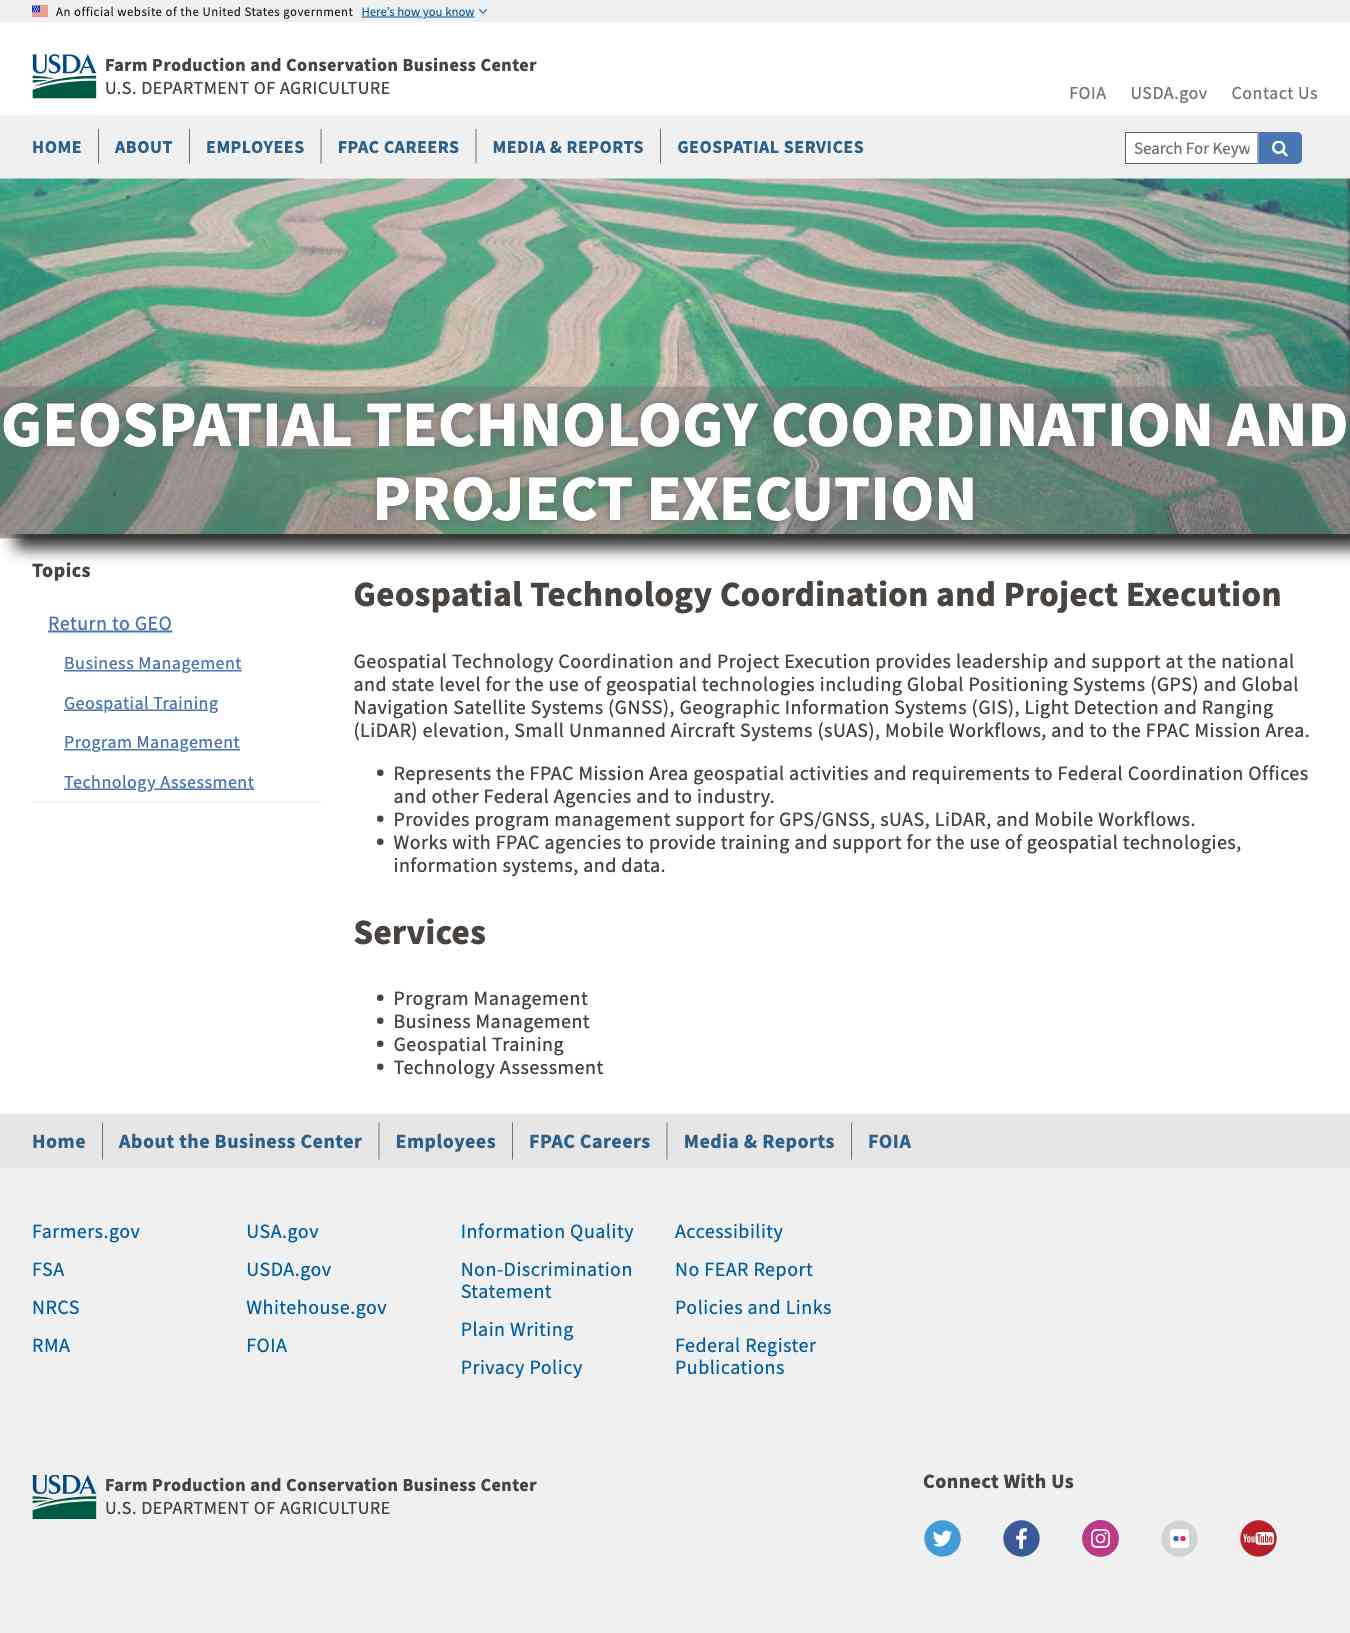 An official website of the United States government Here's how you know
USDA Farm Production and Conservation Business Center
U.S. DEPARTMENT OF AGRICULTURE
FOIA USDA.gov Contact Us
HOME ABOUT EMPLOYEES FPAC CAREERS MEDIA & REPORTS GEOSPATIAL SERVICES Search For Keyw
GEOSPATIAL TECHNOLOGY COORDINATION AND
PROJECT EXECUTION
Topics
Return to GEO
Business Management
Geospatial Training
Program Management
Technology Assessment
Geospatial Technology Coordination and Project Execution
Geospatial Technology Coordination and Project Execution provides leadership and support at the national
and state level for the use of geospatial technologies including Global Positioning Systems (GPS) and Global
Navigation Satellite Systems (GNSS), Geographic Information Systems (GIS), Light Detection and Ranging
(LiDAR) elevation, Small Unmanned Aircraft Systems (sUAS), Mobile Workflows, and to the FPAC Mission Area.
• Represents the FPAC Mission Area geospatial activities and requirements to Federal Coordination Offices
and other Federal Agencies and to industry.
• Provides program management support for GPS/GNSS, sUAS, LiDAR, and Mobile Workflows.
• Works with FPAC agencies to provide training and support for the use of geospatial technologies,
information systems, and data.
Services
• Program Management
• Business Management
• Geospatial Training
• Technology Assessment
Home About the Business Center Employees FPAC Careers Media & Reports FOIA
Farmers.gov
FSA
NRCS
RMA
USA.gov
USDA.gov
Whitehouse.gov
FOIA
Information Quality
Non-Discrimination
Statement
Plain Writing
Privacy Policy
Accessibility
No FEAR Report
Policies and Links
Federal Register
Publications
USDA Farm Production and Conservation Business Center
U.S. DEPARTMENT OF AGRICULTURE
Connect With Us
YouTube